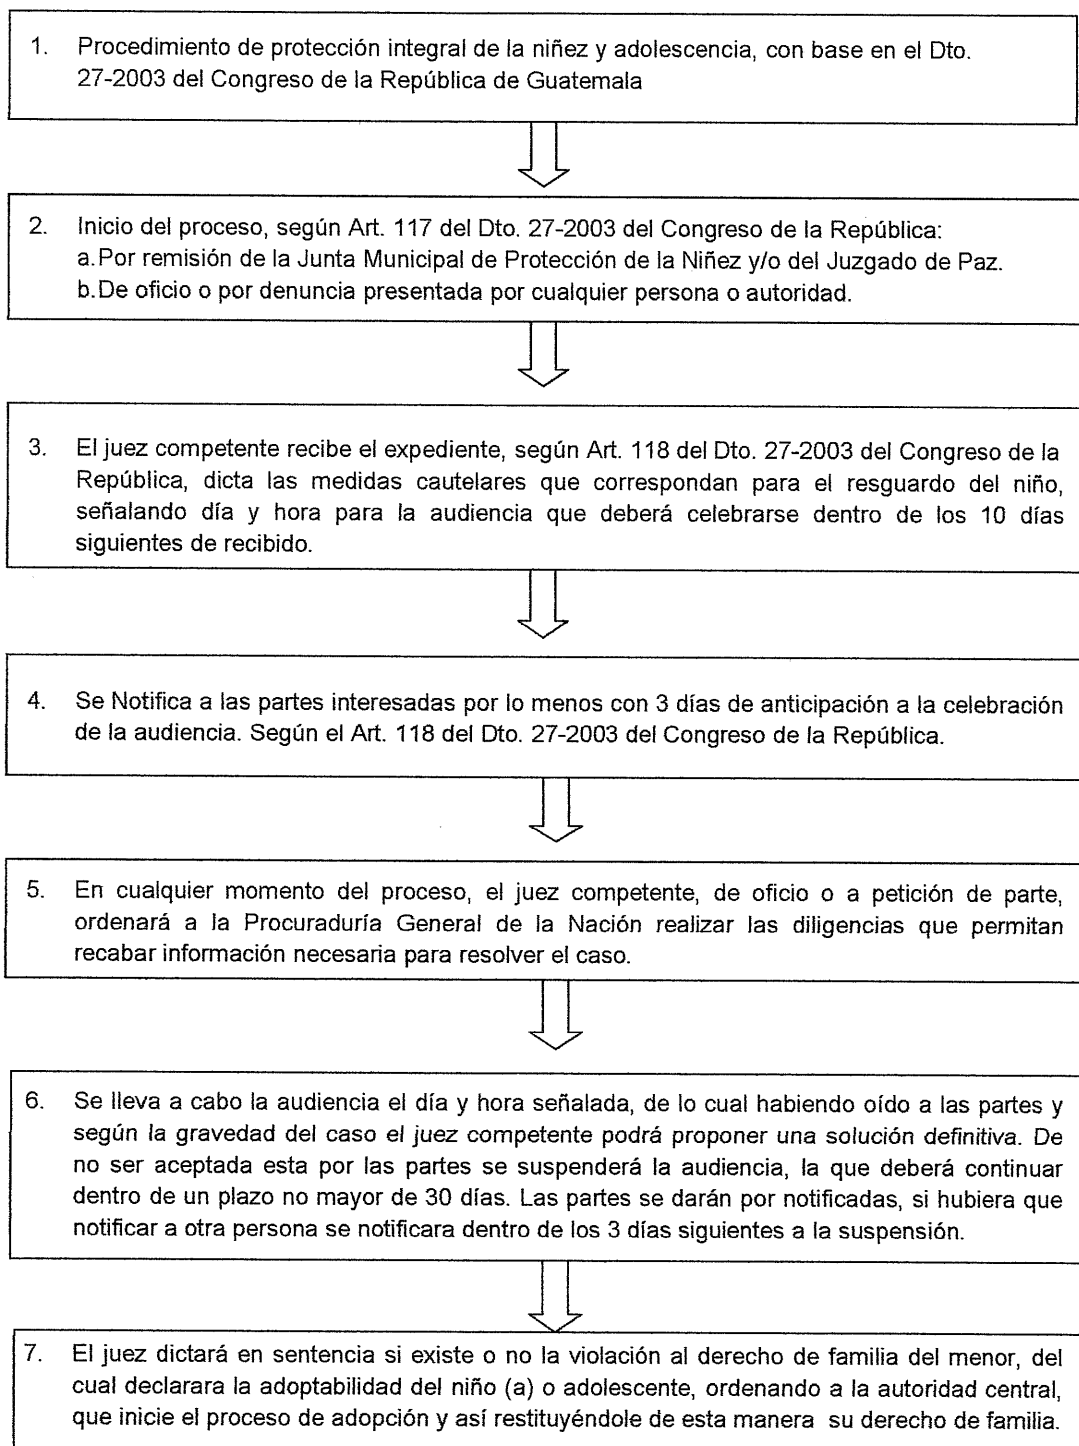 1. Procedimiento de protección integral de la niñez y adolescencia, con base en el Dto.
27-2003 del Congreso de la República de Guatemala
2. Inicio del proceso, según Art. 117 del Dto. 27-2003 del Congreso de la República:
a.Por remisión de la Junta Municipal de Protección de la Niñez y/o del Juzgado de Paz.
b.De oficio o por denuncia presentada por cualquier persona o autoridad.
3. El juez competente recibe el expediente, según Art. 118 del Dto. 27-2003 del Congreso de la
República, dicta las medidas cautelares que correspondan para el resguardo del niño,
señalando día y hora para la audiencia que deberá celebrarse dentro de los 10 días
siguientes de recibido.
4. Se Notifica a las partes interesadas por lo menos con 3 días de anticipación a la celebración
de la audiencia. Según el Art. 118 del Dto. 27-2003 del Congreso de la República.
5. En cualquier momento del proceso, el juez competente, de oficio o a petición de parte,
ordenará a la Procuraduría General de la Nación realizar las diligencias que permitan
recabar información necesaria para resolver el caso.
6. Se lleva a cabo la audiencia el día y hora señalada, de lo cual habiendo oído a las partes y
según la gravedad del caso el juez competente podrá proponer una solución definitiva. De
no ser aceptada esta por las partes se suspenderá la audiencia, la que deberá continuar
dentro de un plazo no mayor de 30 días. Las partes se darán por notificadas, si hubiera que
notificar a otra persona se notificara dentro de los 3 días siguientes a la suspensión.
7. El juez dictará en sentencia si existe o no la violación al derecho de familia del menor, del
cual declarara la adoptabilidad del niño (a) o adolescente, ordenando a la autoridad central,
que inicie el proceso de adopción y así restituyéndole de esta manera su derecho de familia.